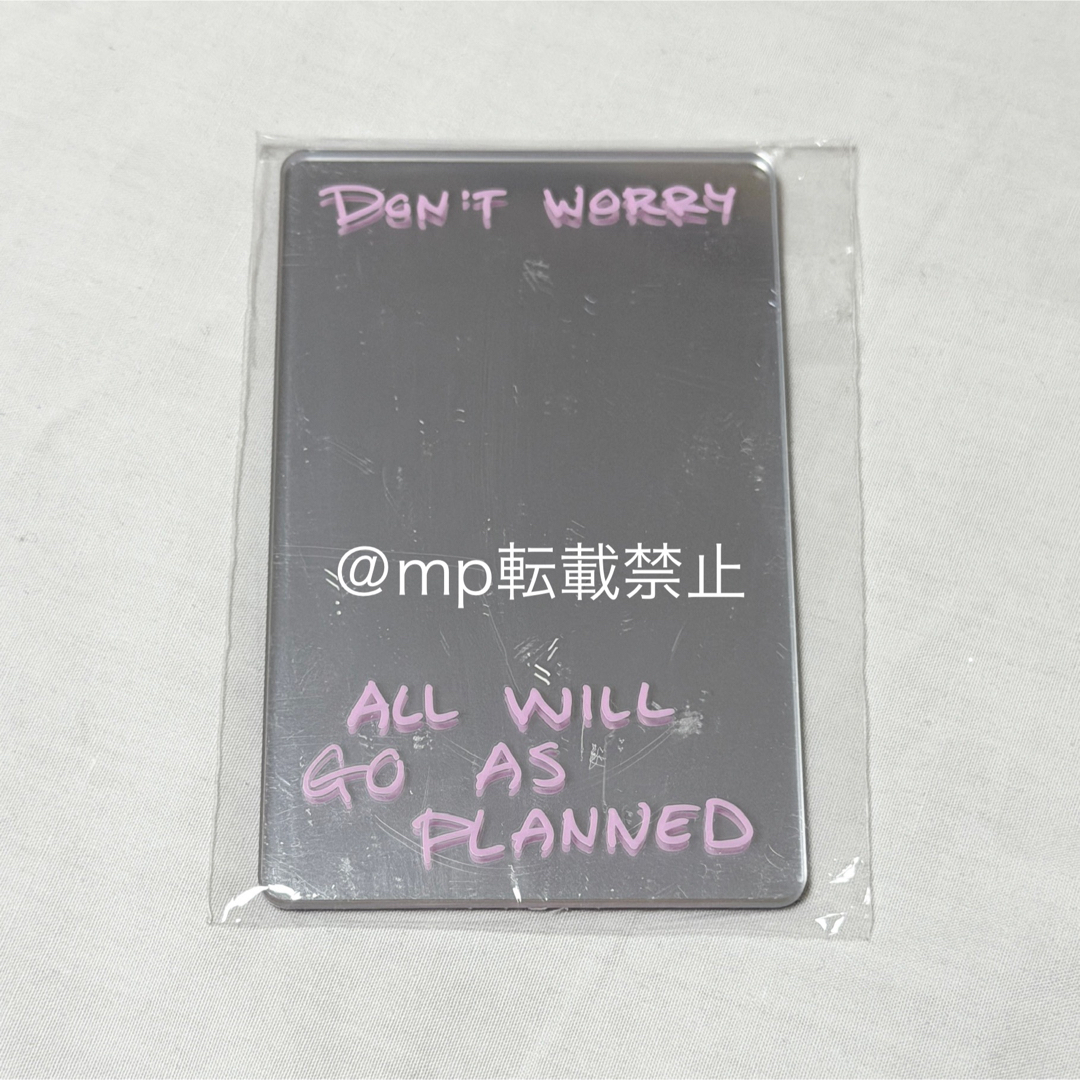 DON'T WORRY
@mp転載禁止
ALL WILL
GO AS
PLANNED